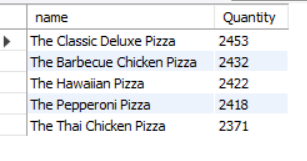 name Quantity
The Classic Deluxe Pizza 2453
The Barbecue Chicken Pizza 2432
The Hawaiian Pizza 2422
The Pepperoni Pizza 2418
The Thai Chicken Pizza 2371